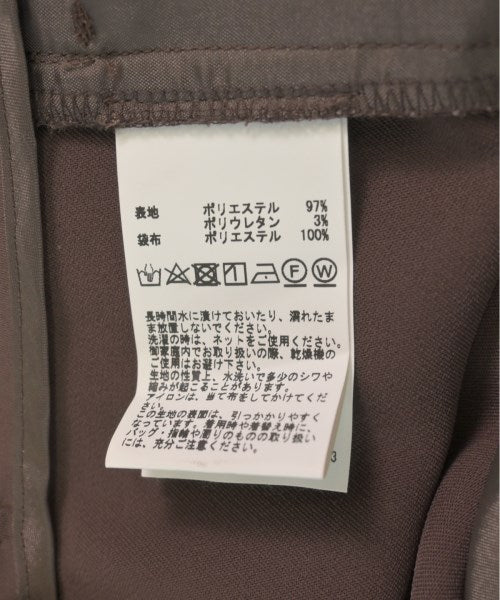 表地 ポリエステル 97%
ポリウレタン 3%
袋布 ポリエステル 100%
F W
長時間水に漬けておいたり、濡れたま
ま放置しないでください。
洗濯の時は、ネットをご使用ください。
御家庭内でお取り扱いの際、乾燥機の
ご使用はお避け下さい。
生地の性質上、水洗いで多少のシワや
縮みが起こることがあります。
アイロンは、当て布をしてかけてくだ
さい。
この生地の表面は、引っかかりやすく
なっています。着用時や着替え時に、
バッグ・指輪や周りのものの取り扱い
には、充分ご注意ください。
3